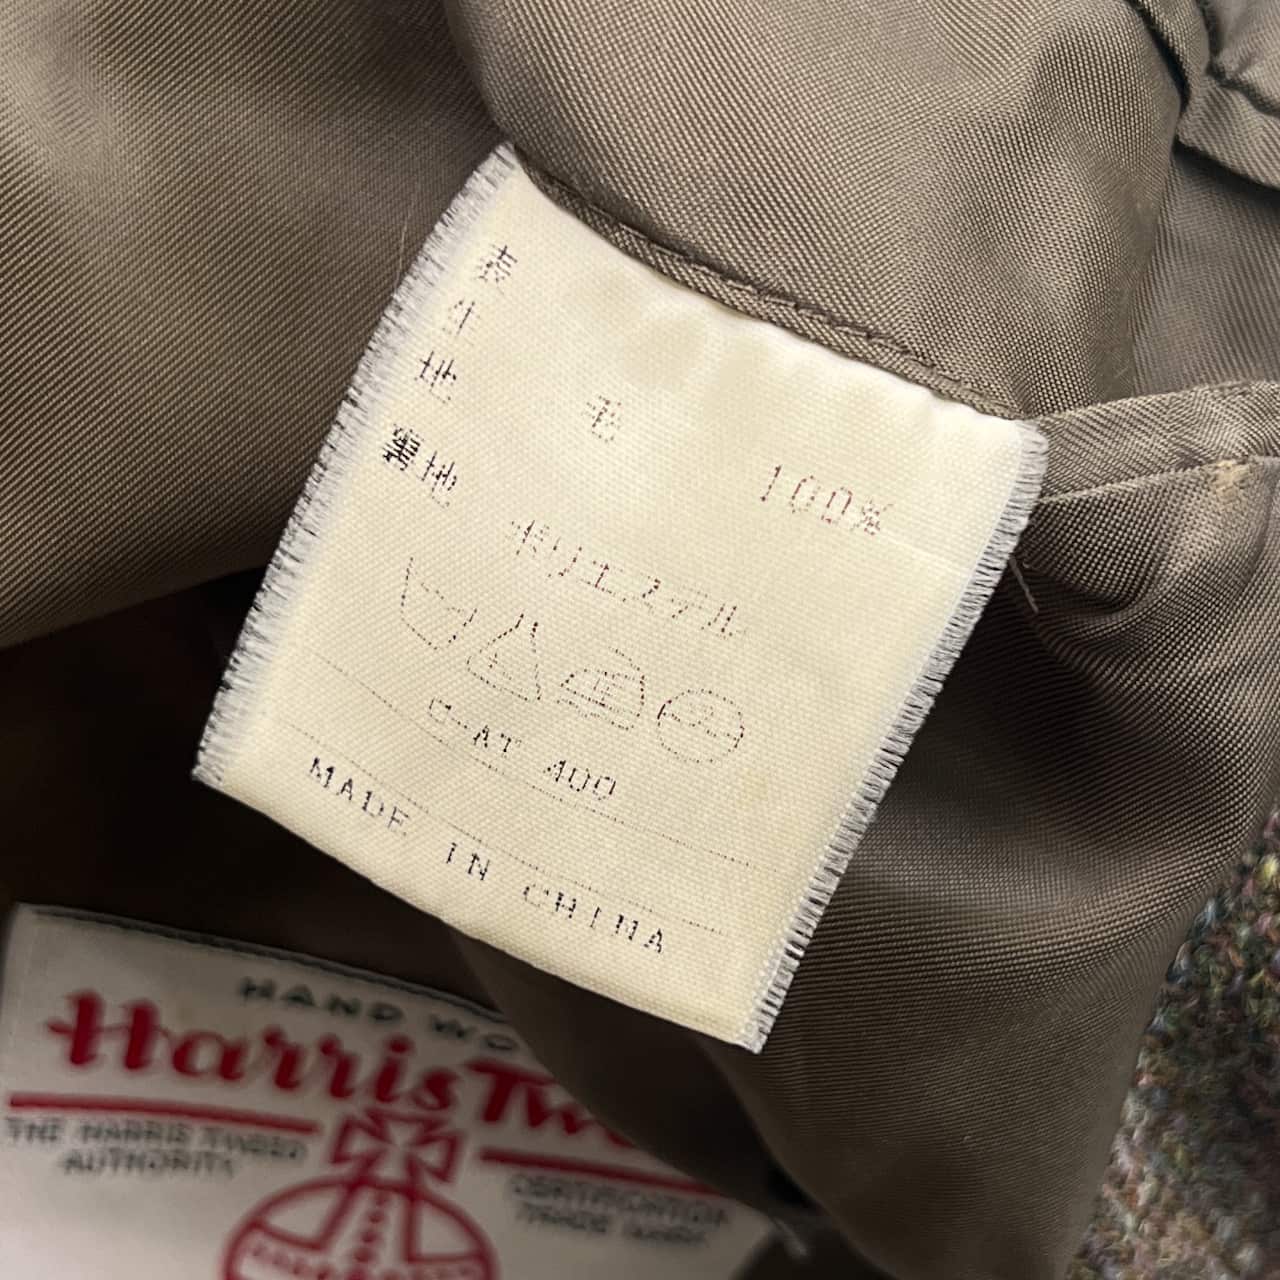 表生地 毛 100%
裏地 ポリエステル
C-AT 400
MADE IN CHINA
HAND WO
Harris Tw
THE HARRIS TWEED
AUTHORITY
CERTIFICATION
TRADE MARK